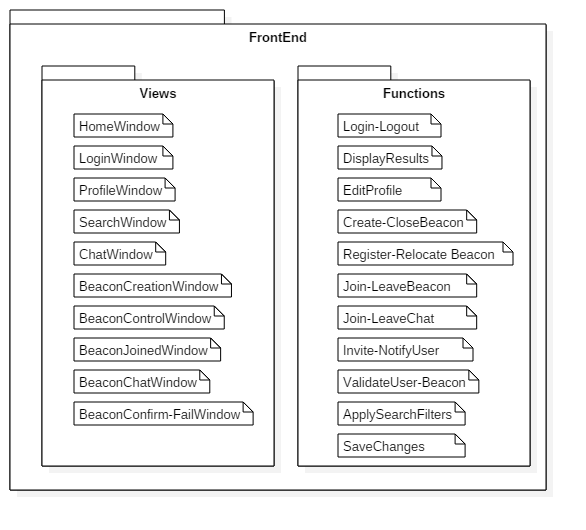 FrontEnd
Views
HomeWindow
LoginWindow
ProfileWindow
SearchWindow
ChatWindow
BeaconCreationWindow
BeaconControlWindow
BeaconJoinedWindow
BeaconChatWindow
BeaconConfirm-FailWindow
Functions
Login-Logout
DisplayResults
EditProfile
Create-CloseBeacon
Register-Relocate Beacon
Join-LeaveBeacon
Join-LeaveChat
Invite-NotifyUser
ValidateUser-Beacon
ApplySearchFilters
SaveChanges